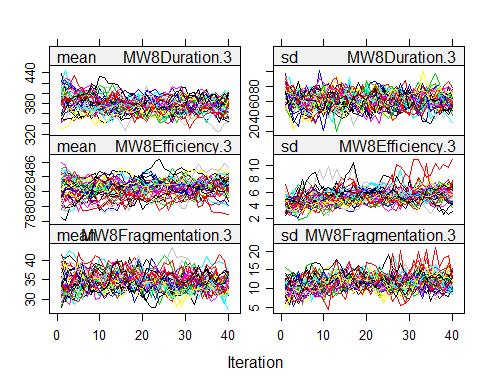 mean MW8Duration.3
sd MW8Duration.3
320 380 440
20406080
mean MW8Efficiency.3
sd MW8Efficiency.3
7880828486
2 4 6 8 10
mean MW8Fragmentation.3
sd MW8Fragmentation.3
30 35 40
5 10 15 20
0 10 20 30 40
0 10 20 30 40
Iteration